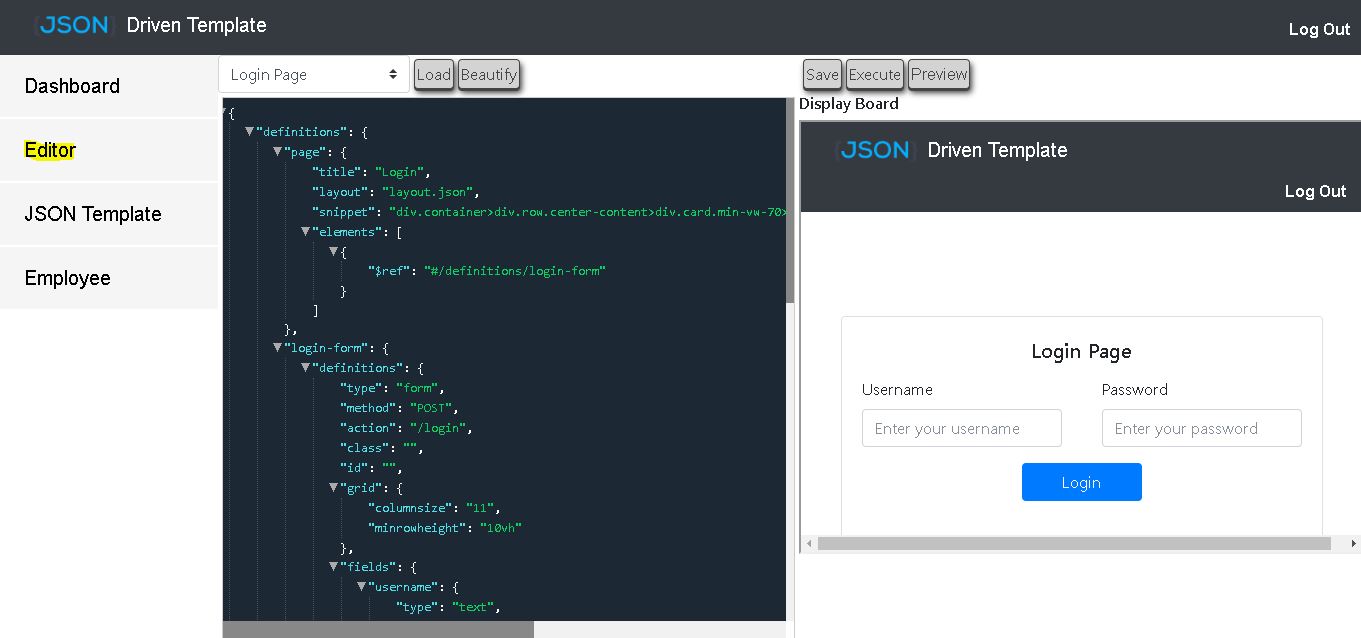 {JSON} Driven Template
Log Out
Dashboard
Editor
JSON Template
Employee
Login Page
Load
Beautify
{
"definitions": {
"page": {
"title": "Login",
"layout": "layout.json",
"snippet": "div.container>div.row.center-content>div.card.min-vw-70>
"elements": [
{
"$ref": "#/definitions/login-form"
}
]
},
"login-form": {
"definitions": {
"type": "form",
"method": "POST",
"action": "/login",
"class": "",
"id": "",
"grid": {
"columnsize": "11",
"minrowheight": "10vh"
},
"fields": {
"username": {
"type": "text",
Save
Execute
Preview
Display Board
{JSON} Driven Template
Log Out
Login Page
Username
Password
Enter your username
Enter your password
Login